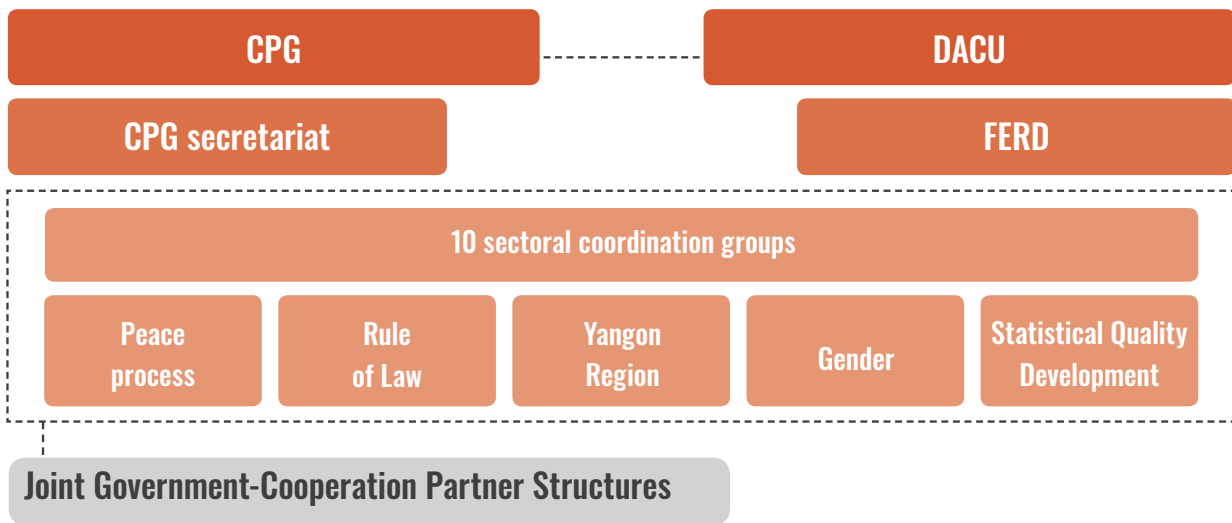 CPG
DACU
CPG secretariat
FERD
10 sectoral coordination groups
Peace
process
Rule
of Law
Yangon
Region
Gender
Statistical Quality
Development
Joint Government-Cooperation Partner Structures